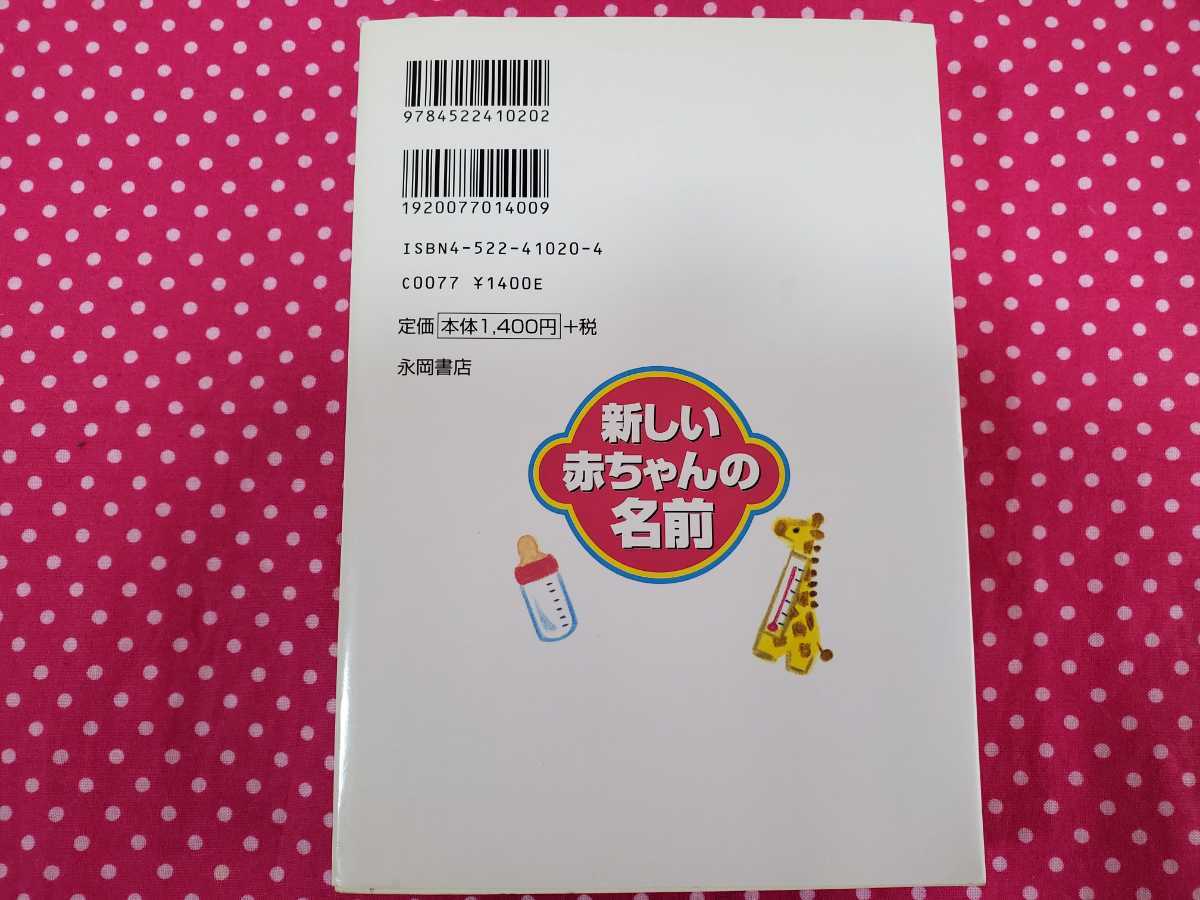 9784522410202
1920077014009
ISBN4-522-41020-4
C0077 ¥1400E
定価 本体1,400円 +税
永岡書店
新しい
赤ちゃんの
名前